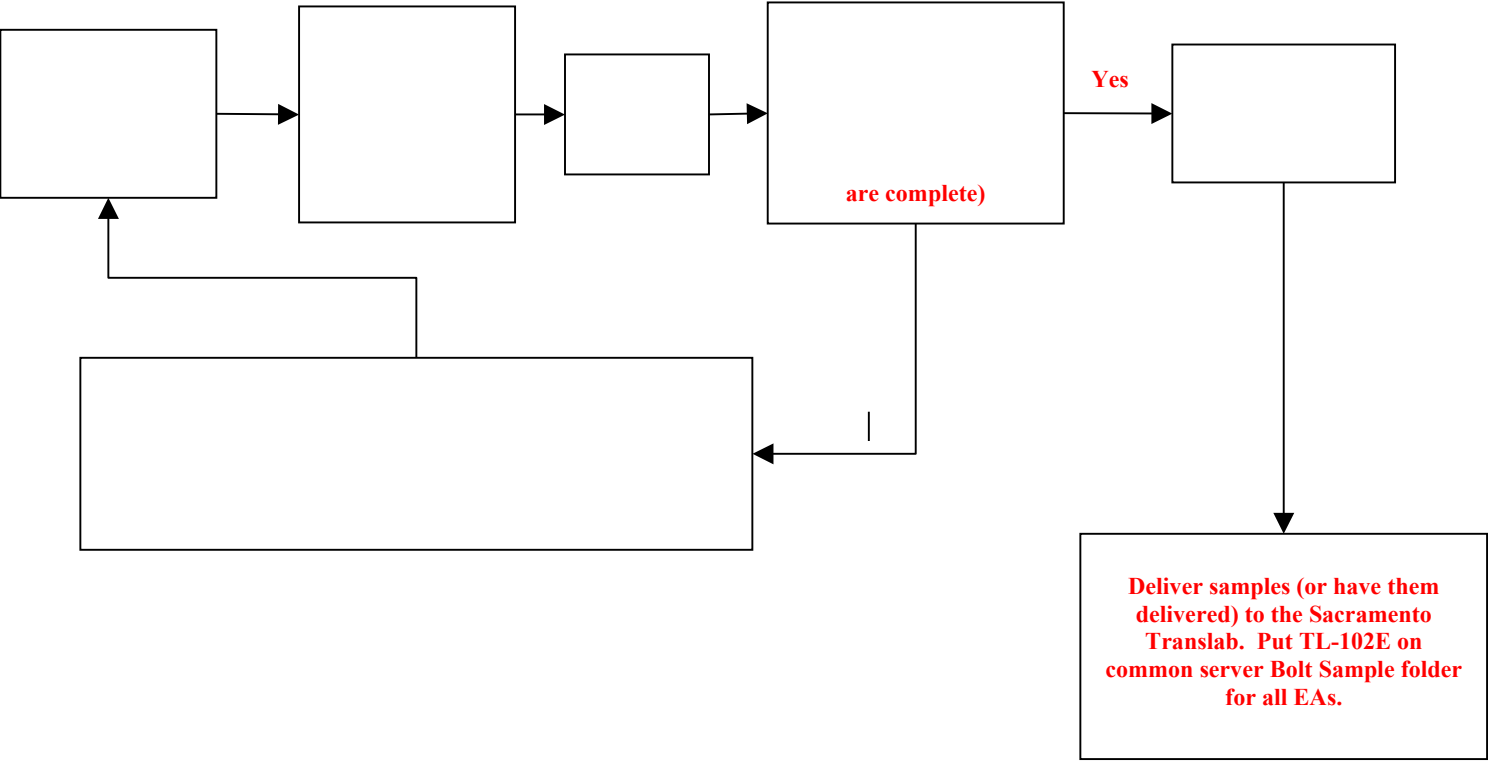 Yes
are complete)
Deliver samples (or have them
delivered) to the Sacramento
Translab.  Put TL-102E on
common server Bolt Sample folder
for all EAs.